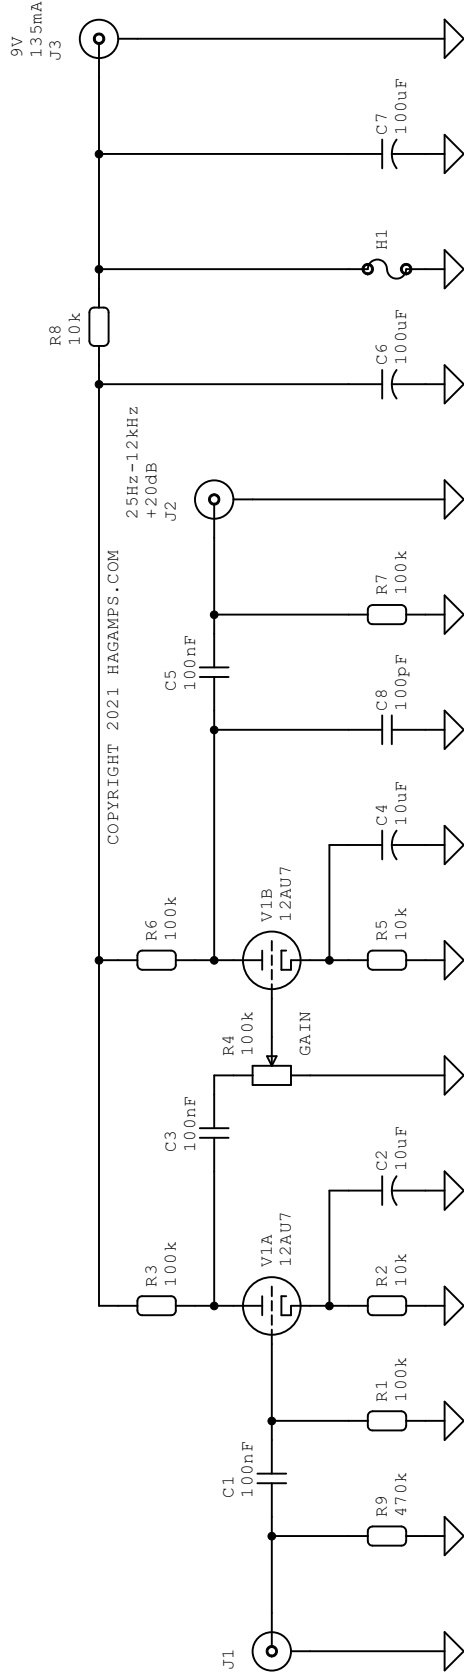 9V
135mA
J3
R8
10k
COPYRIGHT 2021 HAGAMPS.COM
25Hz-12kHz
+20dB
J2
R3
100k
R6
100k
C3
100nF
C5
100nF
J1
C1
100nF
V1A
12AU7
R4
100k
GAIN
V1B
12AU7
R9
470k
R1
100k
R2
10k
C2
10uF
R5
10k
C4
10uF
C8
100pF
R7
100k
C6
100uF
H1
C7
100uF